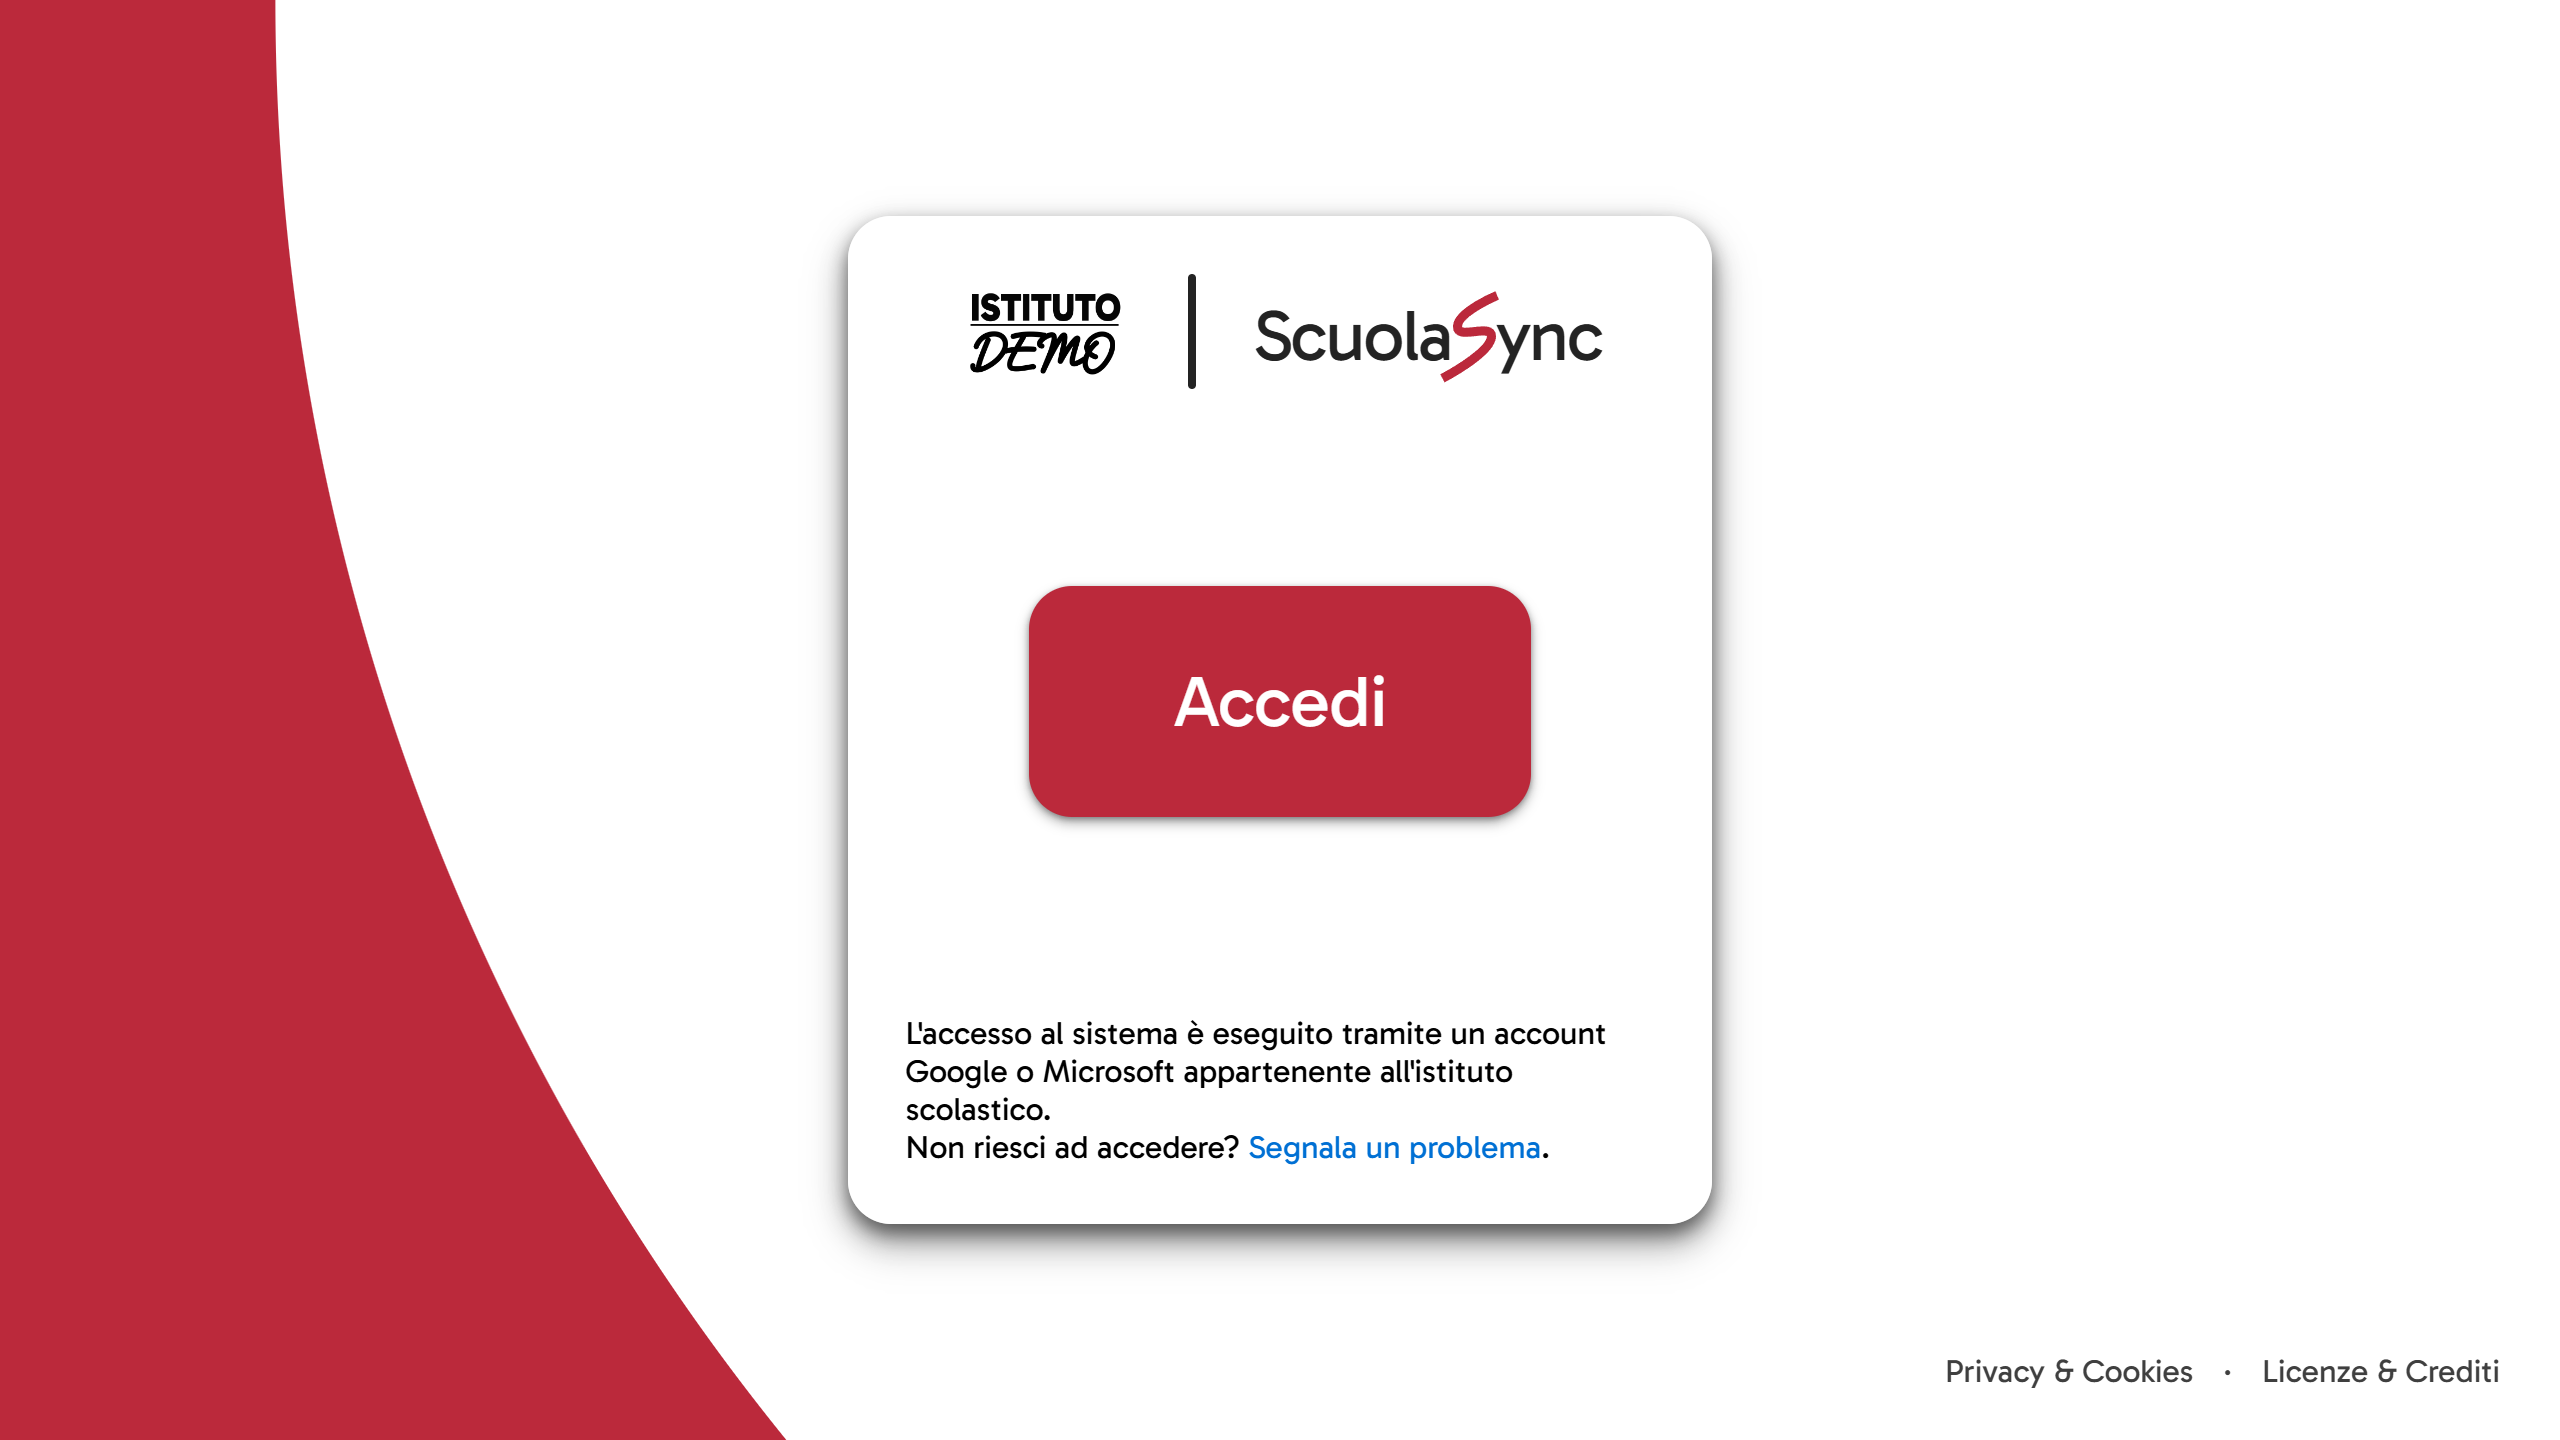 ISTITUTO
DEMO
ScuolaSync
Accedi
L'accesso al sistema è eseguito tramite un account
Google o Microsoft appartenente all'istituto
scolastico.
Non riesci ad accedere? Segnala un problema.
Privacy & Cookies · Licenze & Crediti